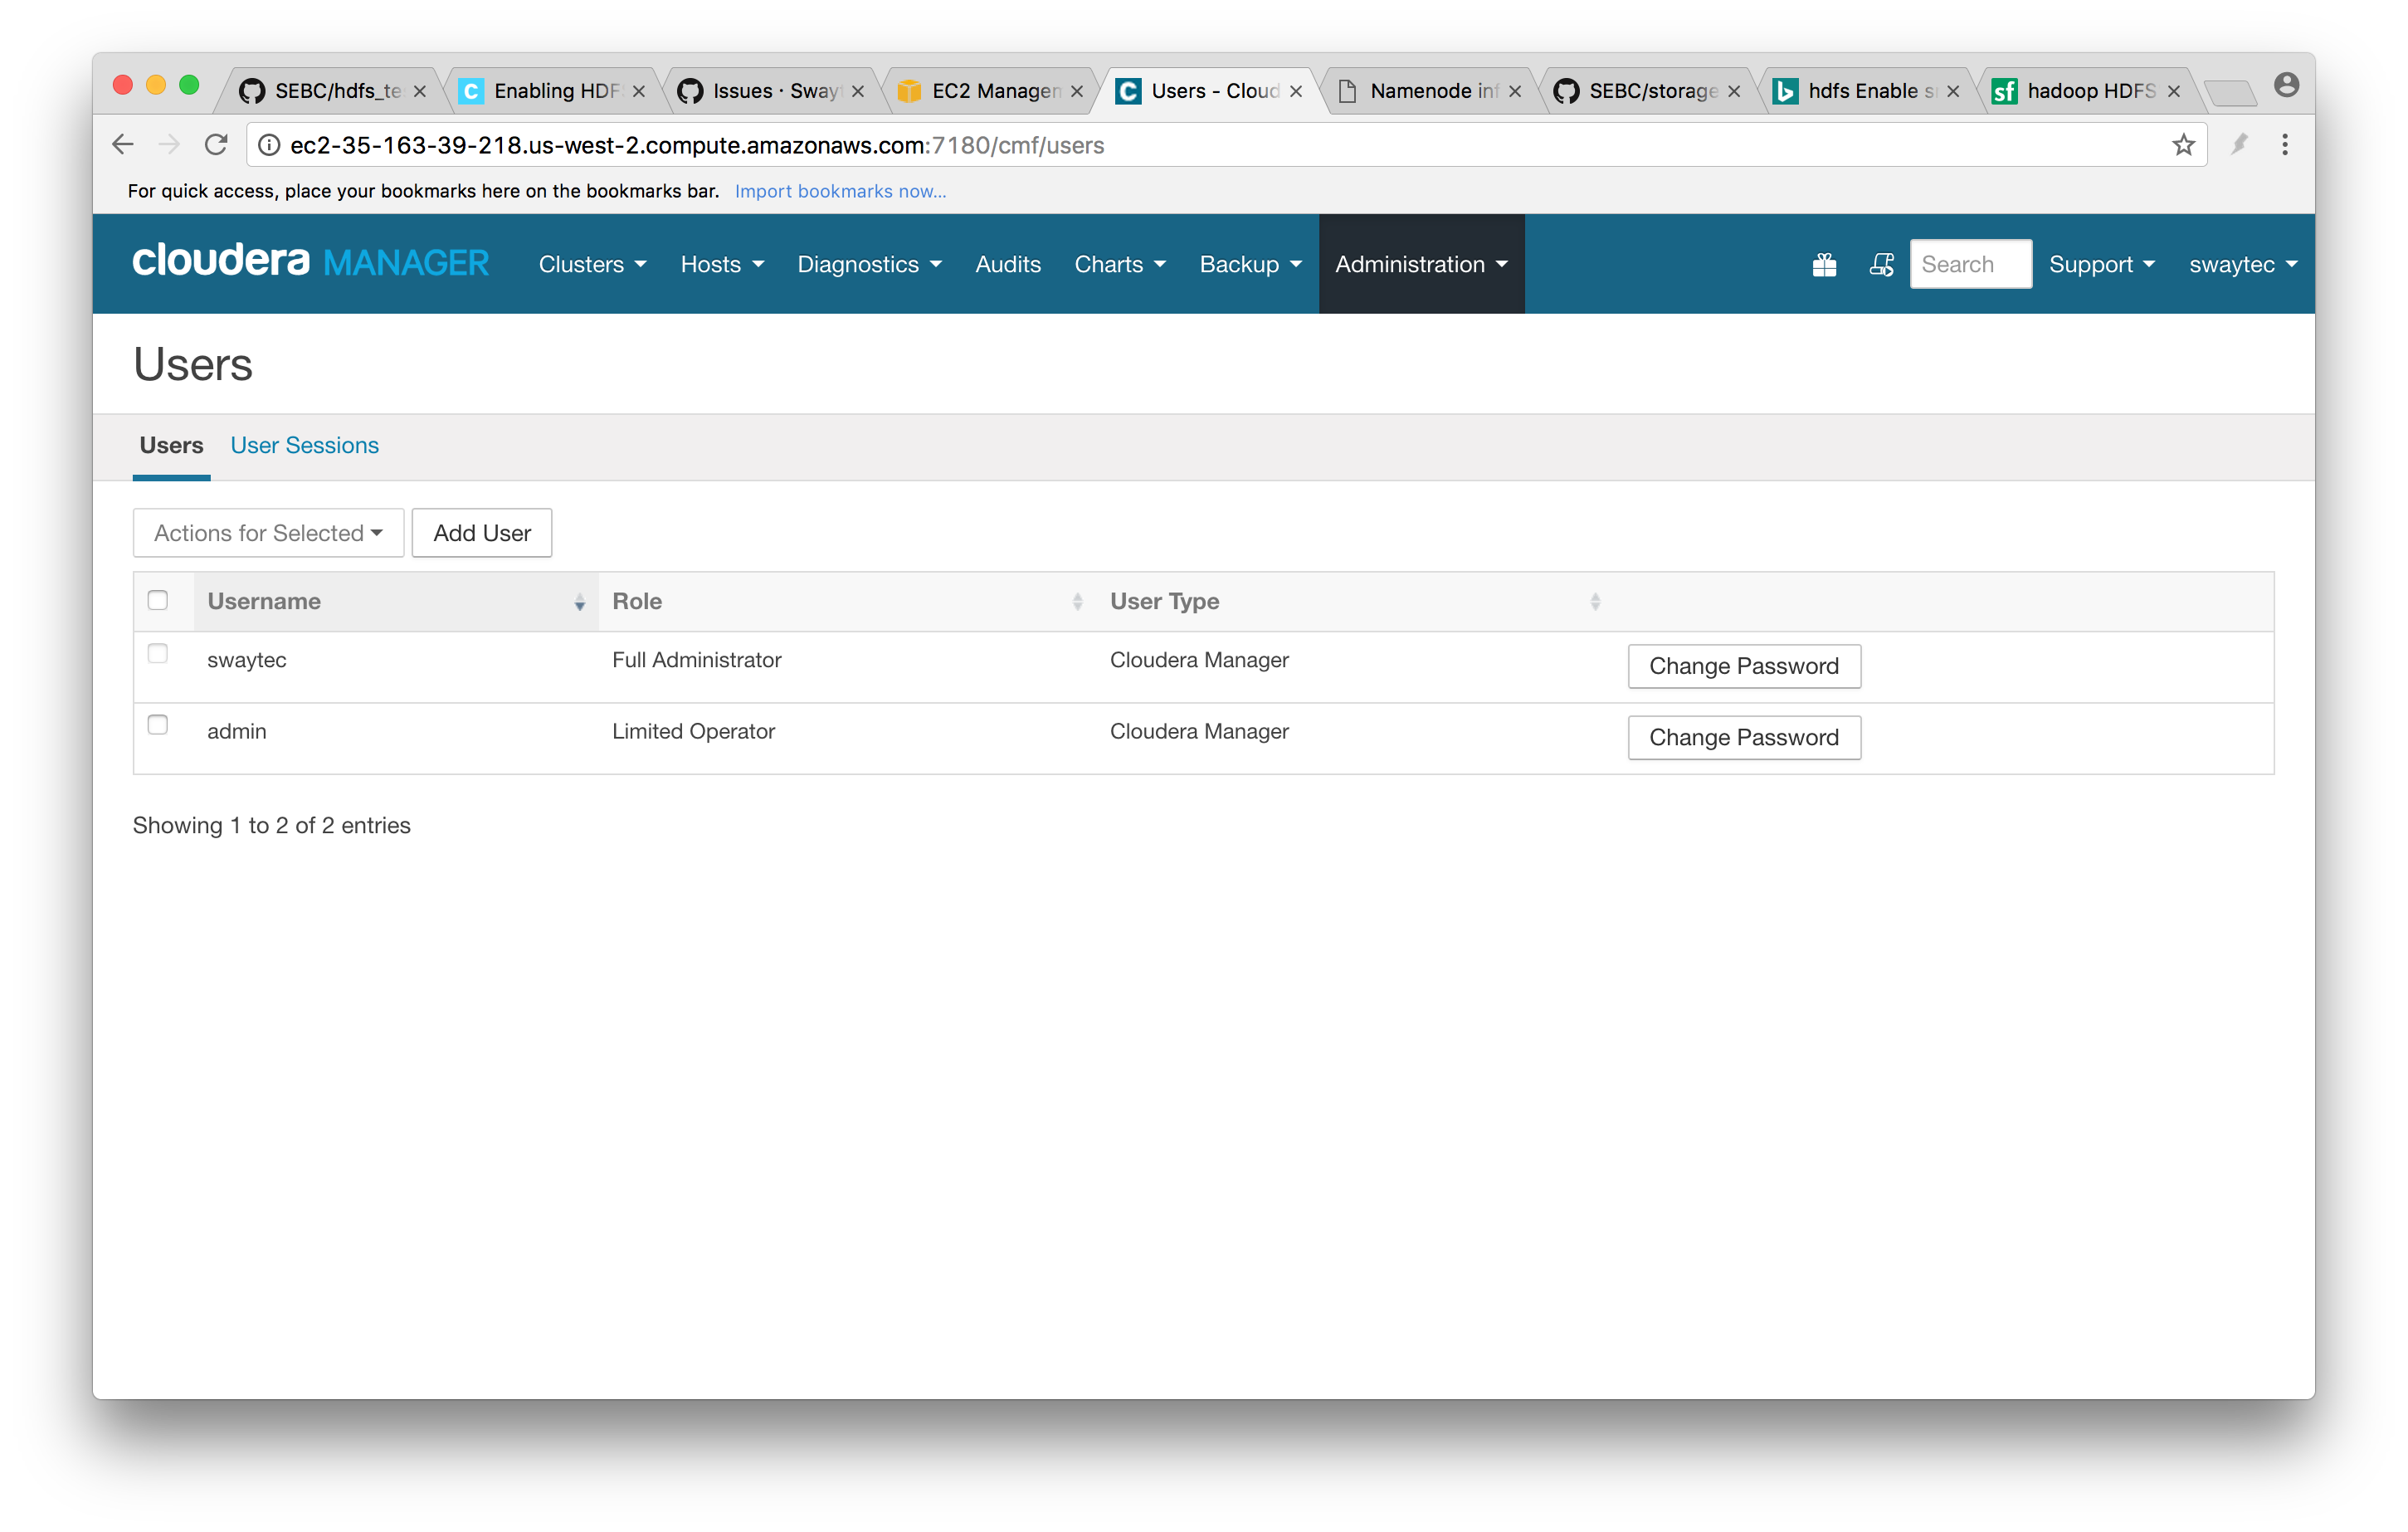 SEBC/hdfs_te Enabling HDF Issues · Sway EC2 Managen Users - Cloud Namenode inf SEBC/storage hdfs Enable s hadoop HDFS
ec2-35-163-39-218.us-west-2.compute.amazonaws.com:7180/cmf/users
For quick access, place your bookmarks here on the bookmarks bar. Import bookmarks now...
cloudera MANAGER Clusters Hosts Diagnostics Audits Charts Backup Administration Search Support swaytec
Users
Users User Sessions
Actions for Selected Add User
Username Role User Type
swaytec Full Administrator Cloudera Manager Change Password
admin Limited Operator Cloudera Manager Change Password
Showing 1 to 2 of 2 entries